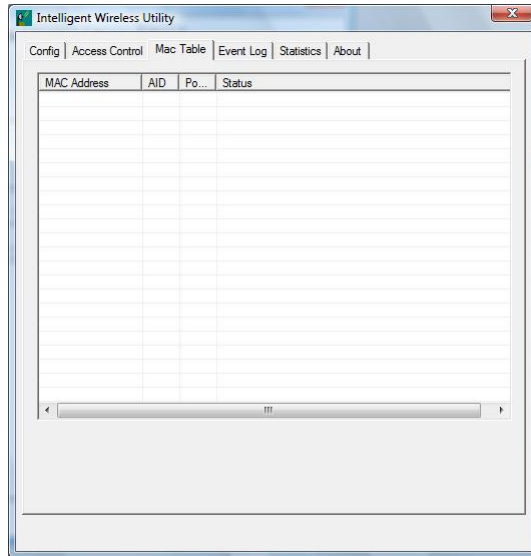 Intelligent Wireless Utility
Config Access Control Mac Table Event Log Statistics About
MAC Address AID Po... Status